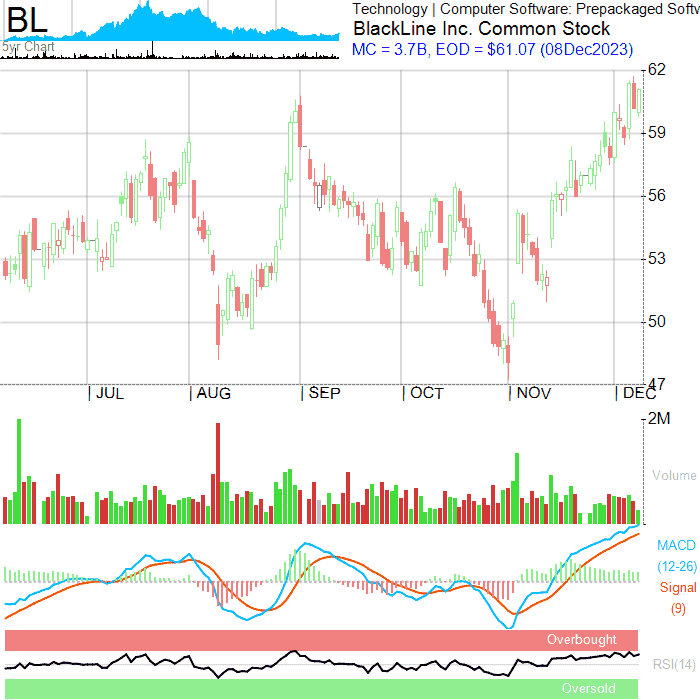 BL
5yr Chart
Technology | Computer Software: Prepackaged Softw
BlackLine Inc. Common Stock
MC = 3.7B, EOD = $61.07 (08Dec2023)
62
59
56
53
50
47
| JUL | AUG | SEP | OCT | NOV | DEC
2M
Volume
MACD
(12-26)
Signal
(9)
Overbought
RSI(14)
Oversold